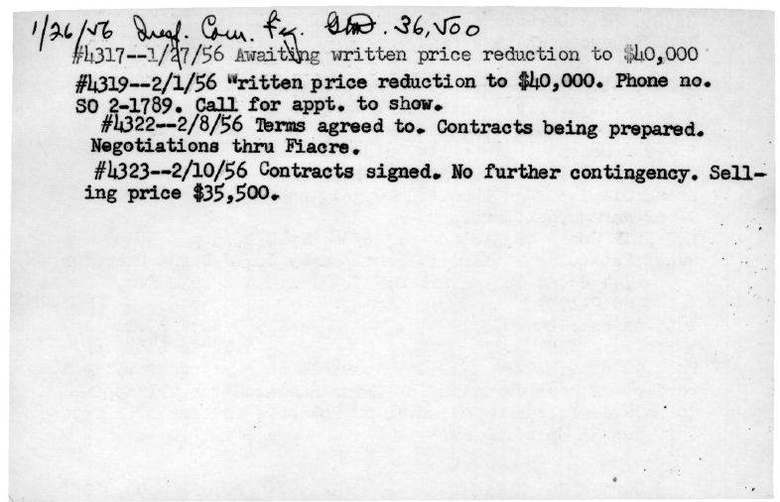 1/26/56 Com. Fig. 36,500
#4317--1/27/56 Awaiting written price reduction to $40,000
#4319--2/1/56 Written price reduction to $40,000. Phone no.
SO 2-1789. Call for appt. to show.
#4322--2/8/56 Terms agreed to. Contracts being prepared.
Negotiations thru Fiacre.
#4323--2/10/56 Contracts signed. No further contingency. Sell-
ing price $35,500.